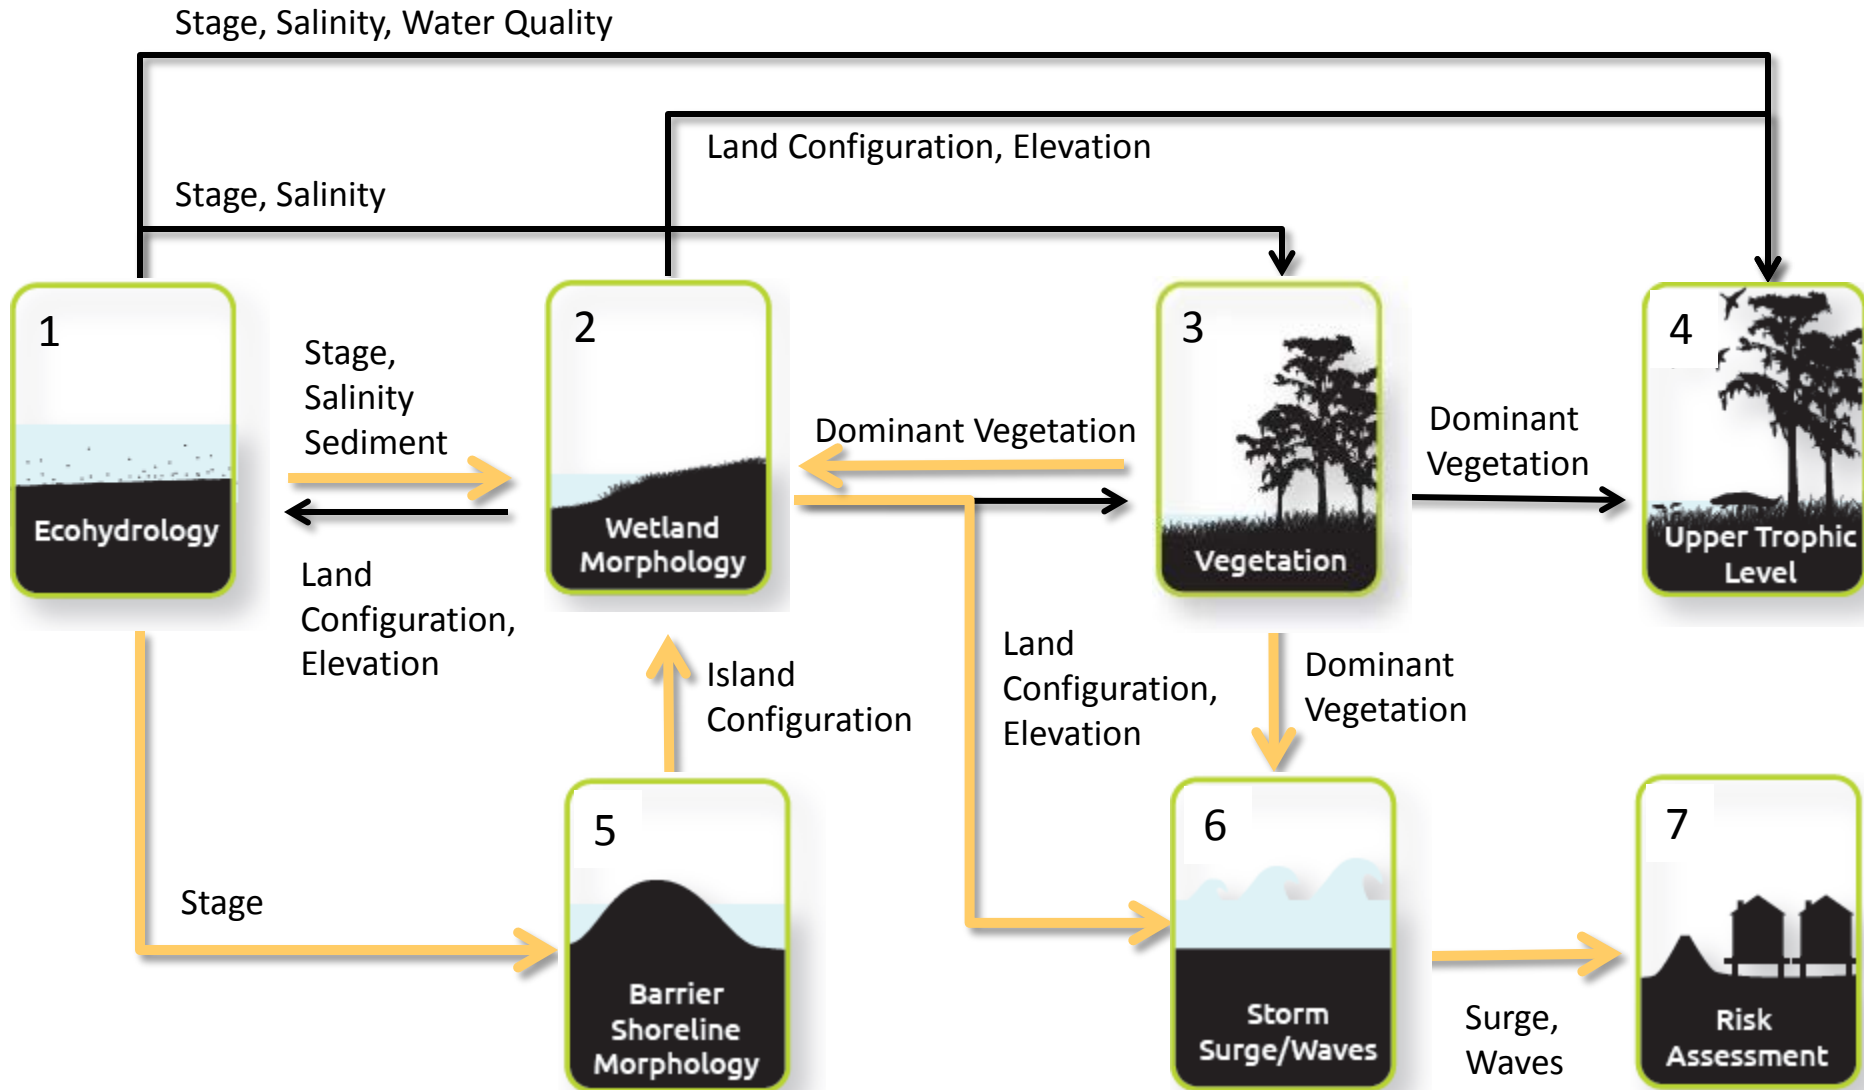 Stage, Salinity, Water Quality
Land Configuration, Elevation
Stage, Salinity
1
Ecohydrology
Stage,
Salinity
Sediment
Land
Configuration,
Elevation
2
Wetland
Morphology
Dominant Vegetation
3
Vegetation
Dominant
Vegetation
4
Upper Trophic
Level
Island
Configuration
Land
Configuration,
Elevation
Dominant
Vegetation
Stage
5
Barrier
Shoreline
Morphology
6
Storm
Surge/Waves
Surge,
Waves
7
Risk
Assessment